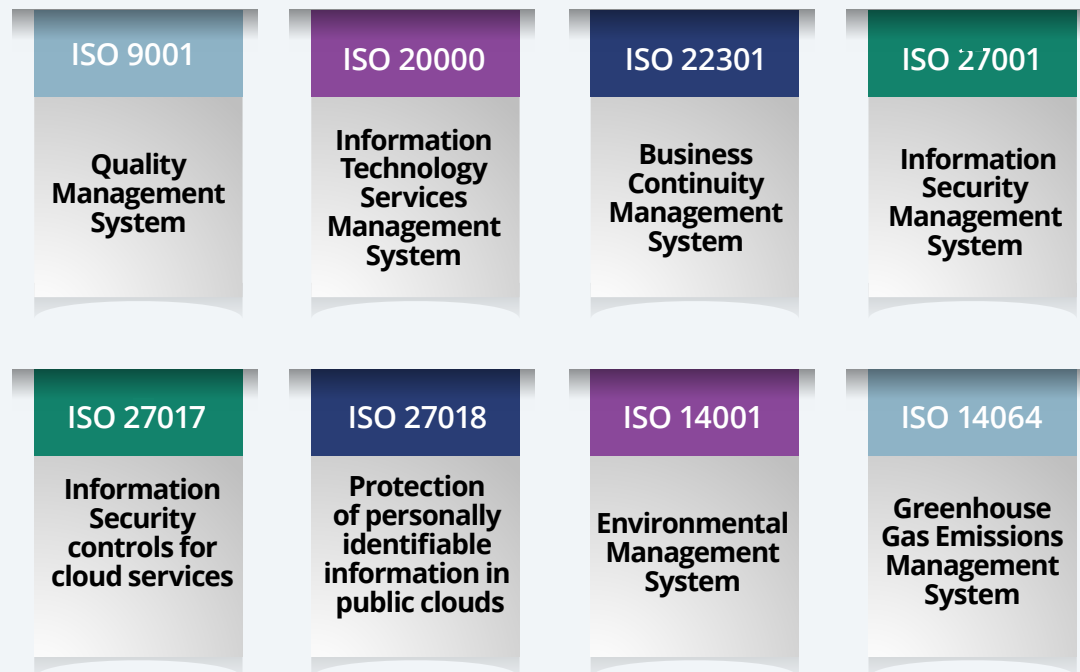 ISO 9001
Quality
Management
System
ISO 20000
Information
Technology
Services
Management
System
ISO 22301
Business
Continuity
Management
System
ISO 27001
Information
Security
Management
System
ISO 27017
Information
Security
controls for
cloud services
ISO 27018
Protection
of personally
identifiable
information in
public clouds
ISO 14001
Environmental
Management
System
ISO 14064
Greenhouse
Gas Emissions
Management
System